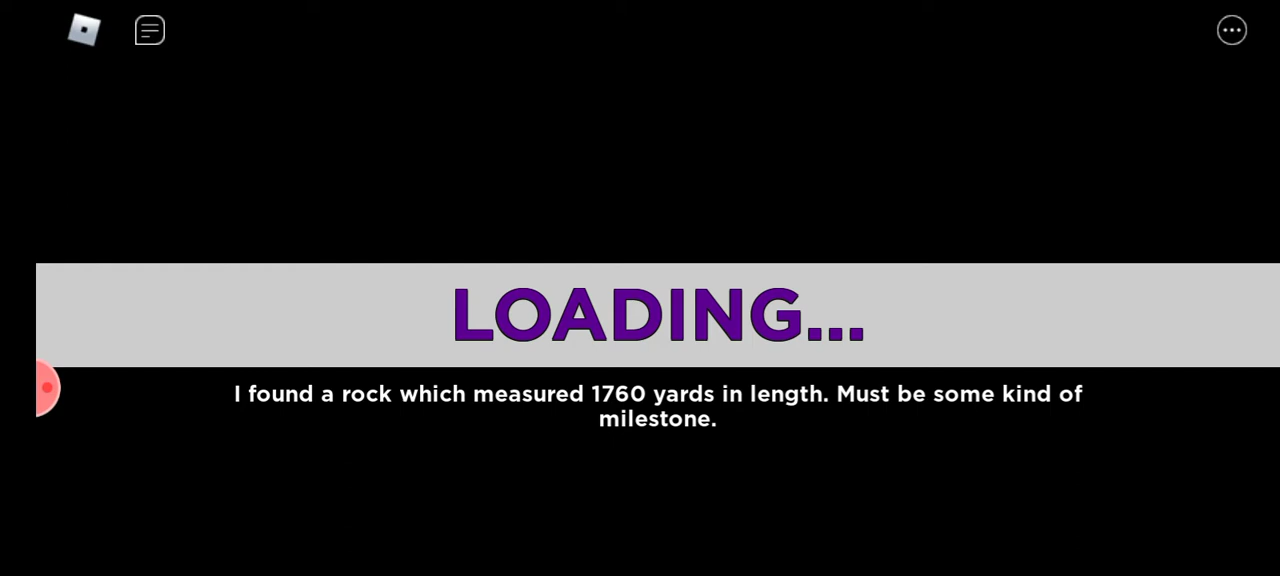 LOADING...
I found a rock which measured 1760 yards in length. Must be some kind of
milestone.